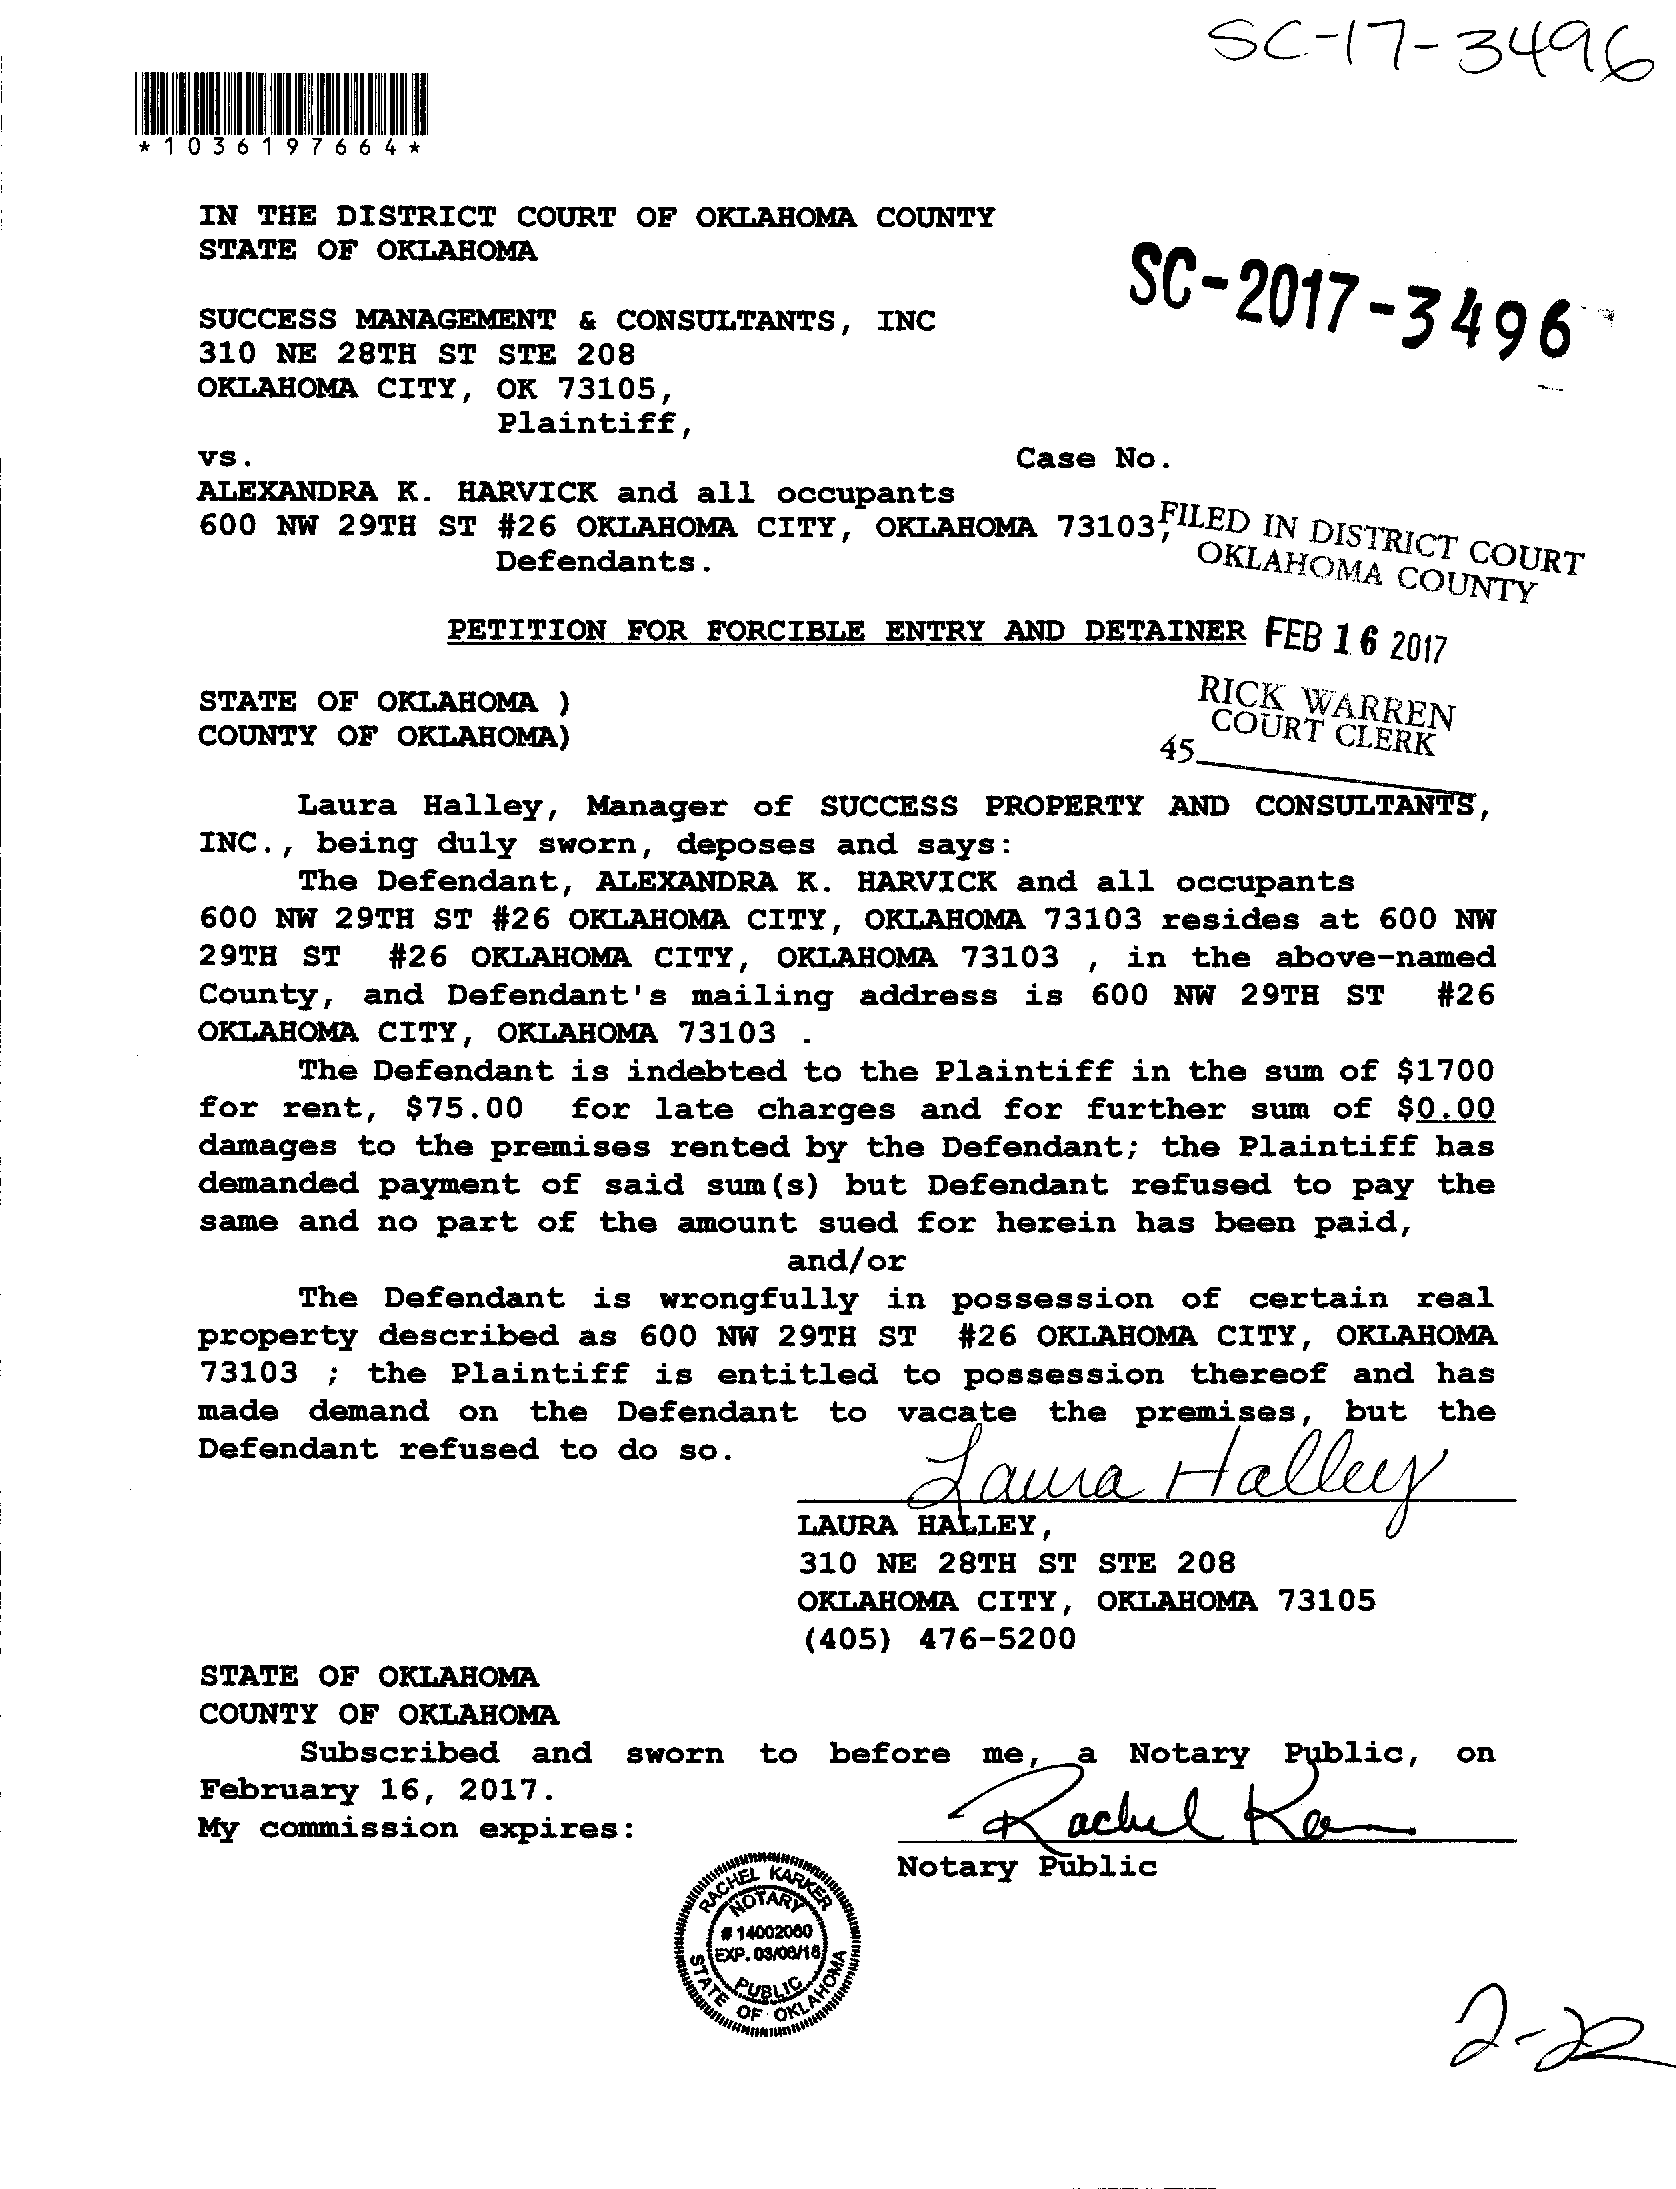 SC-17-3496
*1036197664*
IN THE DISTRICT COURT OF OKLAHOMA COUNTY
STATE OF OKLAHOMA
SC-2017-3496
SUCCESS MANAGEMENT & CONSULTANTS, INC
310 NE 28TH ST STE 208
OKLAHOMA CITY, OK 73105,
Plaintiff,
vs. Case No.
ALEXANDRA K. HARVICK and all occupants
600 NW 29TH ST #26 OKLAHOMA CITY, OKLAHOMA 73103,
Defendants.
FILED IN DISTRICT COURT
OKLAHOMA COUNTY
PETITION FOR FORCIBLE ENTRY AND DETAINER
FEB 16 2017
STATE OF OKLAHOMA )
COUNTY OF OKLAHOMA)
RICK WARREN
COURT CLERK
45
Laura Halley, Manager of SUCCESS PROPERTY AND CONSULTANTS,
INC., being duly sworn, deposes and says:
The Defendant, ALEXANDRA K. HARVICK and all occupants
600 NW 29TH ST #26 OKLAHOMA CITY, OKLAHOMA 73103 resides at 600 NW
29TH ST #26 OKLAHOMA CITY, OKLAHOMA 73103 , in the above-named
County, and Defendant's mailing address is 600 NW 29TH ST #26
OKLAHOMA CITY, OKLAHOMA 73103 .
The Defendant is indebted to the Plaintiff in the sum of $1700
for rent, $75.00 for late charges and for further sum of $0.00
damages to the premises rented by the Defendant; the Plaintiff has
demanded payment of said sum(s) but Defendant refused to pay the
same and no part of the amount sued for herein has been paid,
and/or
The Defendant is wrongfully in possession of certain real
property described as 600 NW 29TH ST #26 OKLAHOMA CITY, OKLAHOMA
73103 ; the Plaintiff is entitled to possession thereof and has
made demand on the Defendant to vacate the premises, but the
Defendant refused to do so.
Laura Halley
LAURA HALLEY,
310 NE 28TH ST STE 208
OKLAHOMA CITY, OKLAHOMA 73105
(405) 476-5200
STATE OF OKLAHOMA
COUNTY OF OKLAHOMA
Subscribed and sworn to before me, a Notary Public, on
February 16, 2017.
My commission expires:
Rachel
Notary Public
RACHEL KARKER
NOTARY
# 14002060
EXP. 03/06/18
PUBLIC
STATE OF OKLAHOMA
2-22